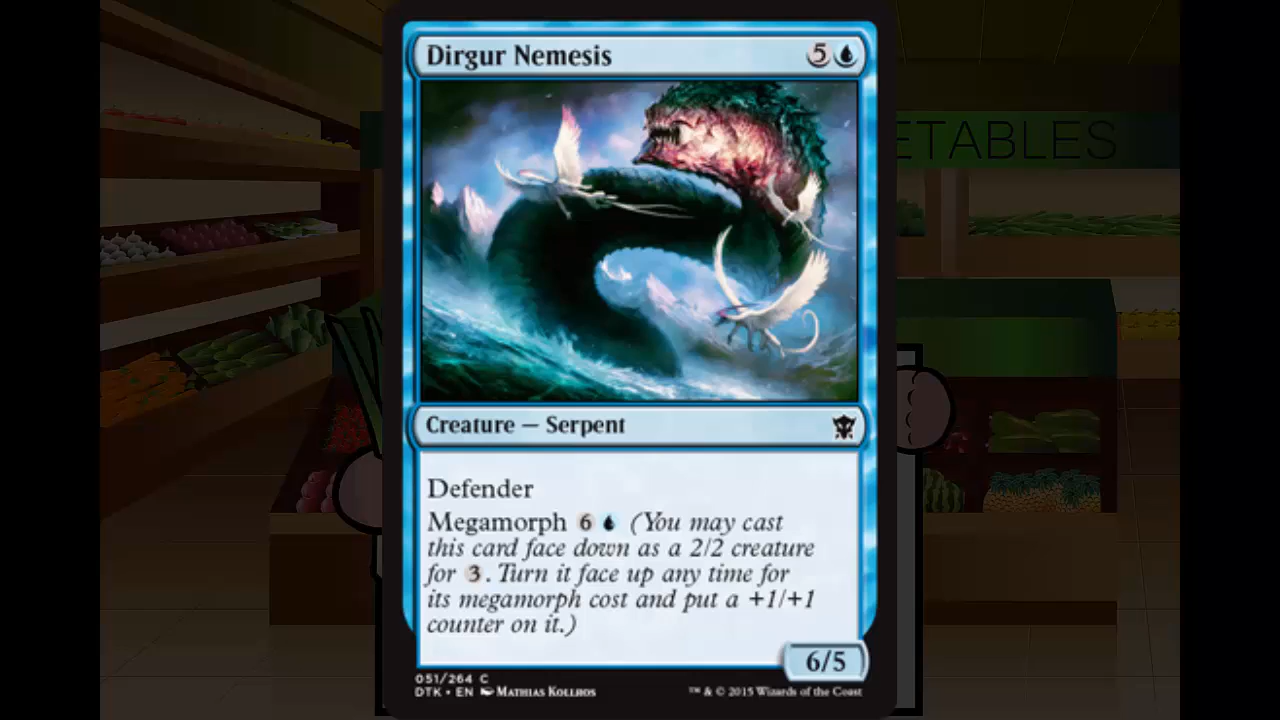 Dirgur Nemesis 5
ETABLES
Creature — Serpent
Defender
Megamorph 6 (You may cast
this card face down as a 2/2 creature
for 3. Turn it face up any time for
its megamorph cost and put a +1/+1
counter on it.)
6/5
051/264 C
DTK • EN Mathias Kollros
™ & © 2015 Wizards of the Coast